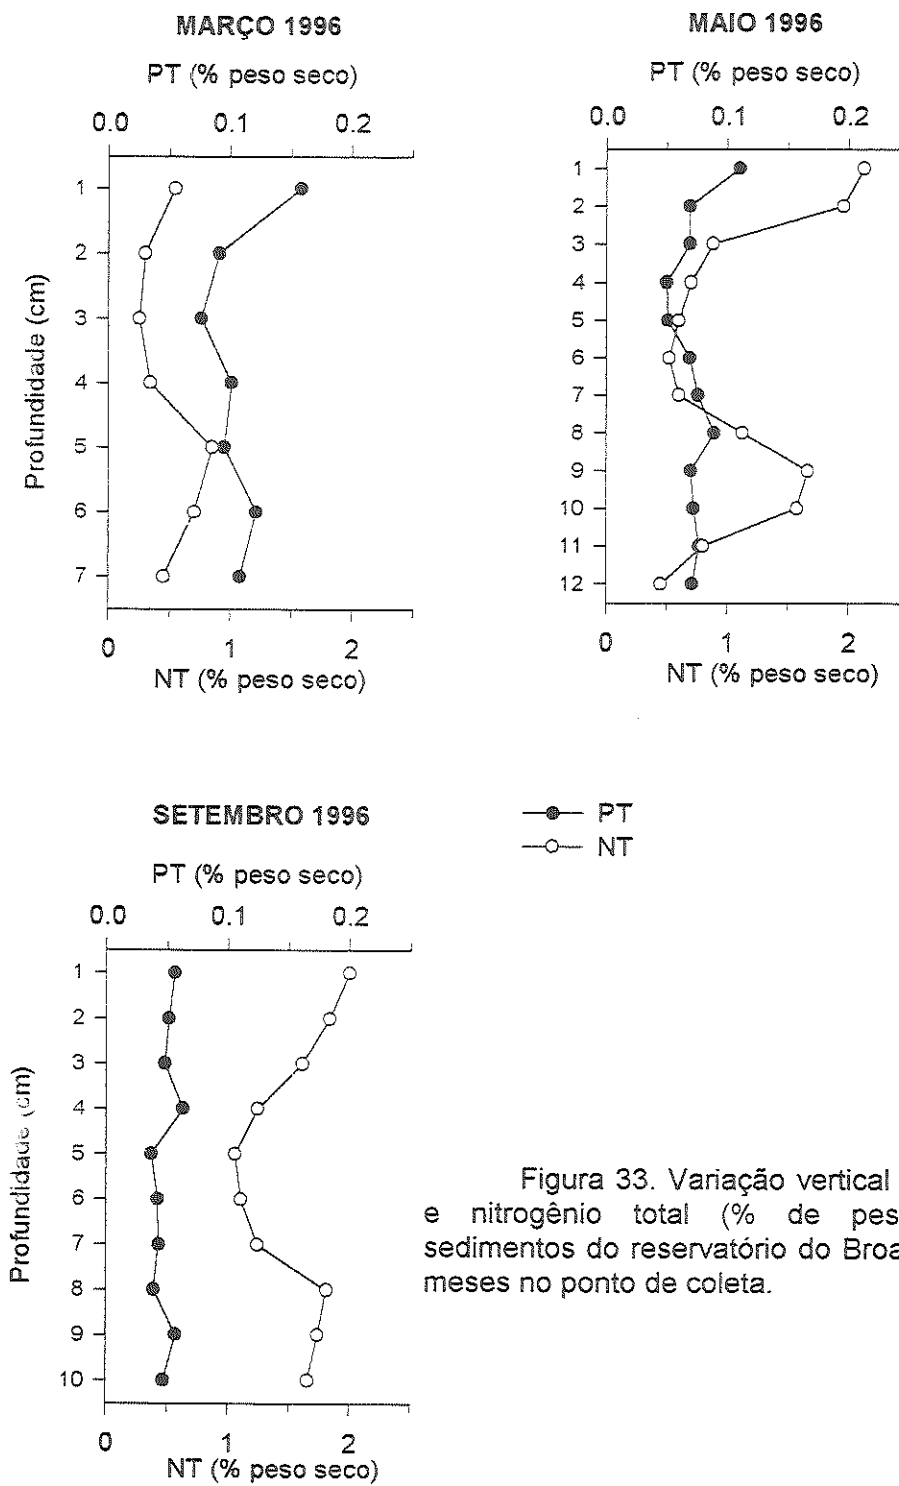 MARÇO 1996
PT (% peso seco)
0.0 0.1 0.2
Profundidade (cm)
1
2
3
4
5
6
7
0 1 2
NT (% peso seco)
MAIO 1996
PT (% peso seco)
0.0 0.1 0.2
1
2
3
4
5
6
7
8
9
10
11
12
0 1 2
NT (% peso seco)
SETEMBRO 1996
PT (% peso seco)
0.0 0.1 0.2
Profundidade (cm)
1
2
3
4
5
6
7
8
9
10
0 1 2
NT (% peso seco)
PT
NT
Figura 33. Variação vertical
e nitrogênio total (% de pes
sedimentos do reservatório do Broa
meses no ponto de coleta.